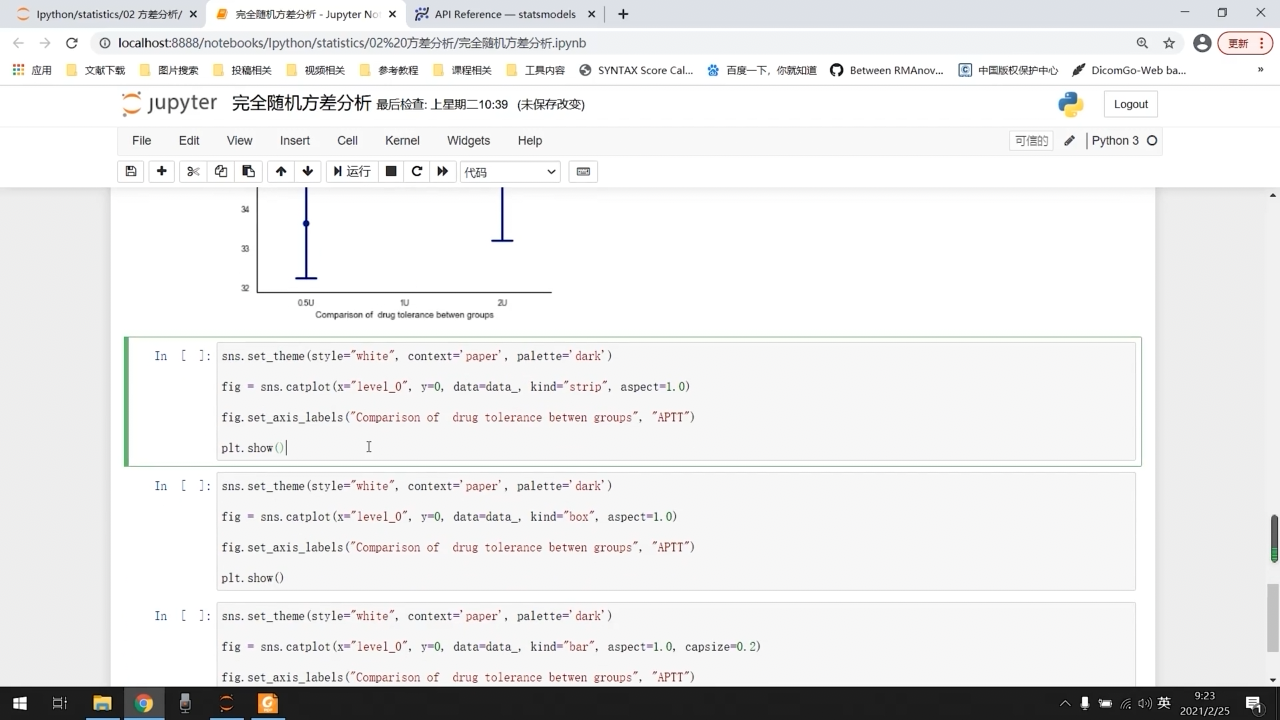 Ipython/statistics/02 方差分析/
完全随机方差分析 - Jupyter No
API Reference — statsmodels
localhost:8888/notebooks/Ipython/statistics/02%20方差分析/完全随机方差分析.ipynb
更新
应用 文献下载 图片搜索 投稿相关 视频相关 参考教程 课程相关 工具内容 SYNTAX Score Cal... 百度一下，你就知道 Between RMAnov... 中国版权保护中心 DicomGo-Web ba... »
jupyter 完全随机方差分析 最后检查: 上星期二10:39 (未保存改变) Logout
File Edit View Insert Cell Kernel Widgets Help 可信的 Python 3
运行 代码
34
33
32
0.5U 1U 2U
Comparison of drug tolerance betwen groups
In [ ]: sns.set_theme(style="white", context='paper', palette='dark')
fig = sns.catplot(x="level_0", y=0, data=data_, kind="strip", aspect=1.0)
fig.set_axis_labels("Comparison of  drug tolerance betwen groups", "APTT")
plt.show()
In [ ]: sns.set_theme(style="white", context='paper', palette='dark')
fig = sns.catplot(x="level_0", y=0, data=data_, kind="box", aspect=1.0)
fig.set_axis_labels("Comparison of  drug tolerance betwen groups", "APTT")
plt.show()
In [ ]: sns.set_theme(style="white", context='paper', palette='dark')
fig = sns.catplot(x="level_0", y=0, data=data_, kind="bar", aspect=1.0, capsize=0.2)
fig.set_axis_labels("Comparison of  drug tolerance betwen groups", "APTT")
英
9:23
2021/2/25